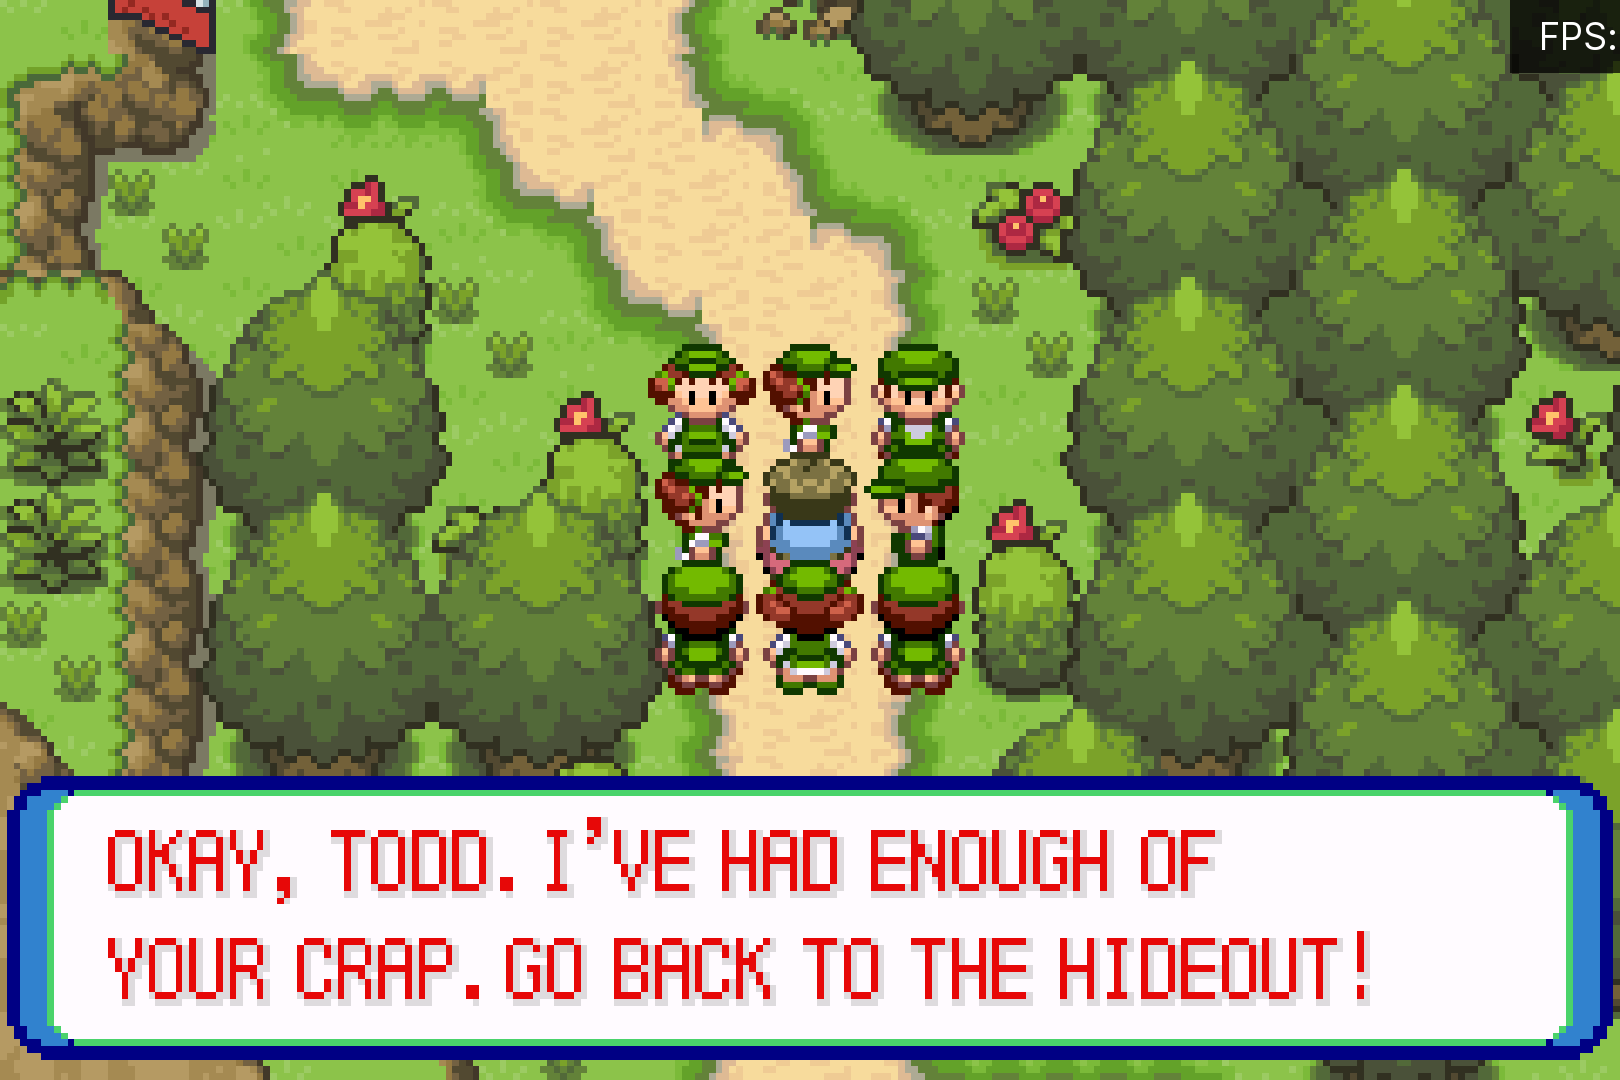 FPS:
OKAY, TODD. I'VE HAD ENOUGH OF
YOUR CRAP. GO BACK TO THE HIDEOUT!